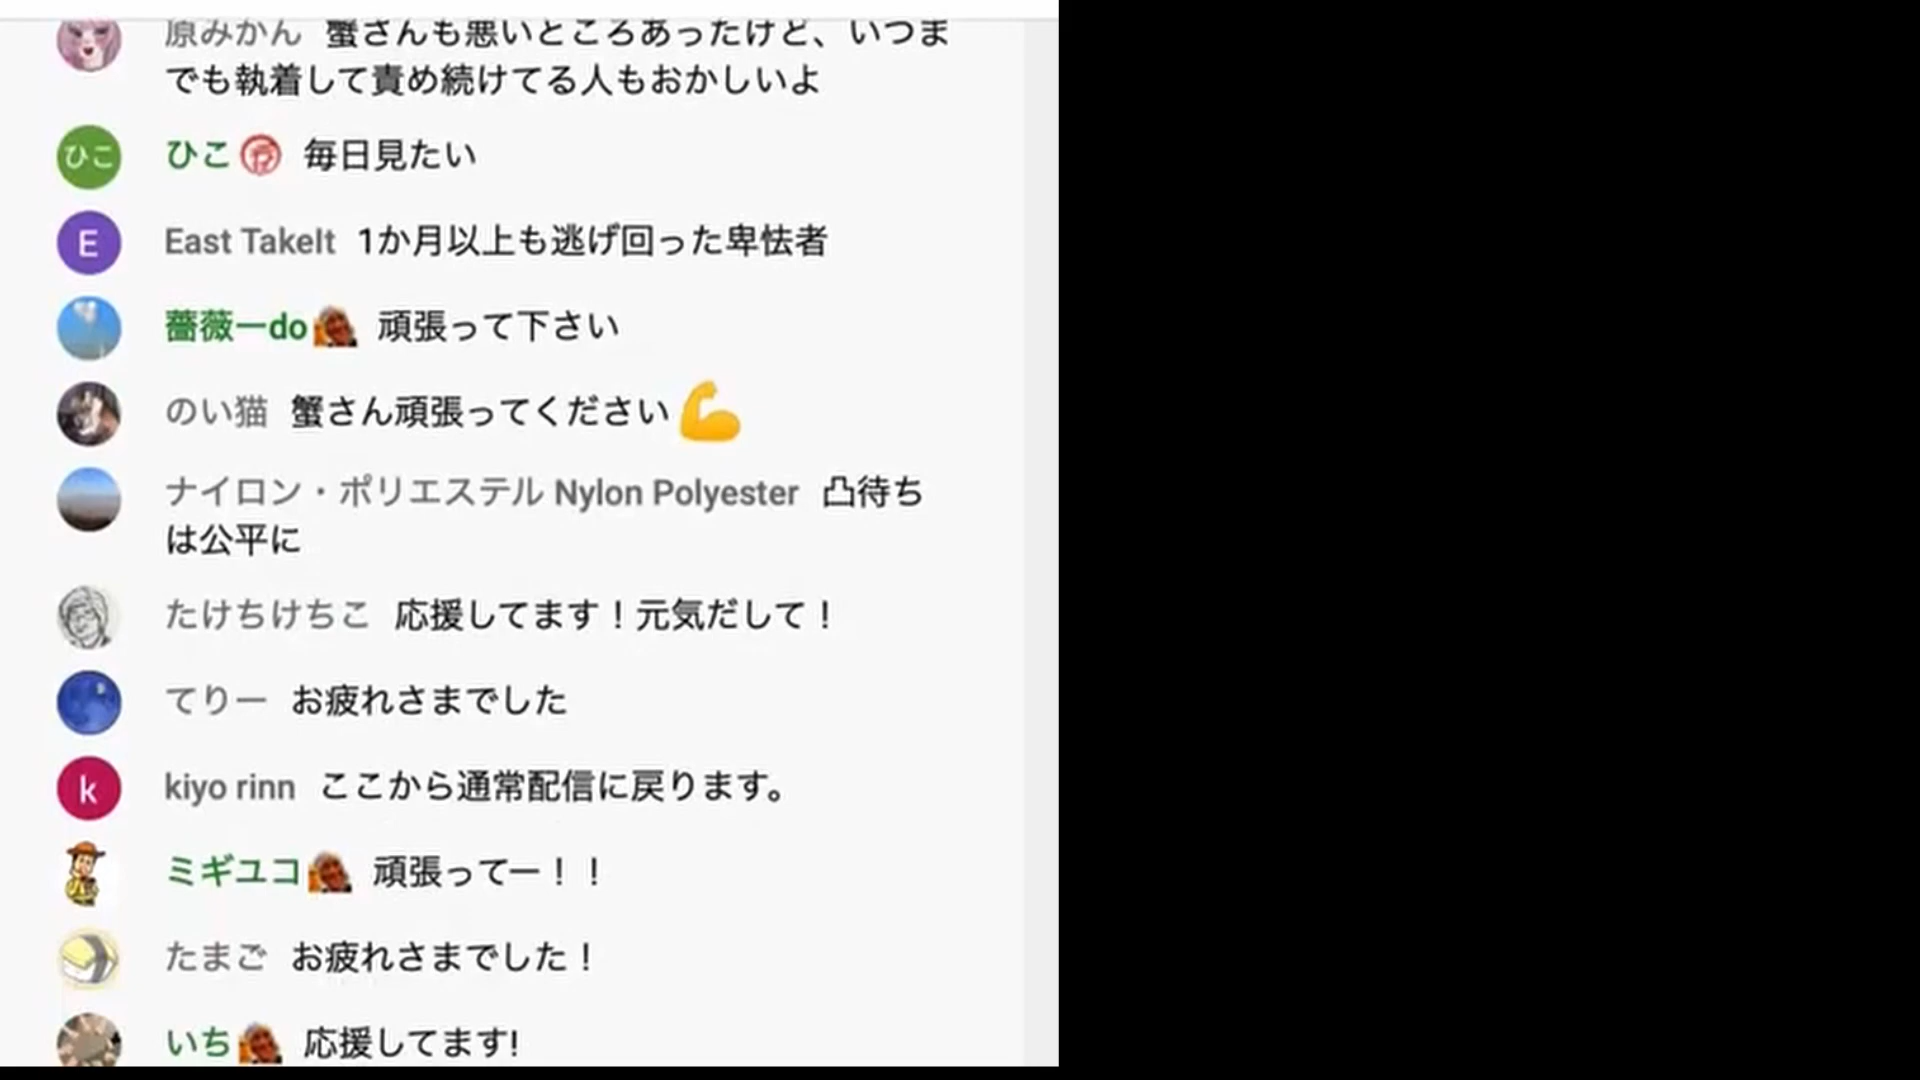 原みかん 蟹さんも悪いところあったけど、いつま
でも執着して責め続けてる人もおかしいよ
ひこ ひこ 毎日見たい
E East TakeIt 1か月以上も逃げ回った卑怯者
薔薇一do 頑張って下さい
のい猫 蟹さん頑張ってください💪
ナイロン・ポリエステル Nylon Polyester 凸待ち
は公平に
たけちけちこ 応援してます！元気だして！
てりー お疲れさまでした
k kiyo rinn ここから通常配信に戻ります。
ミギユコ 頑張ってー！！
たまご お疲れさまでした！
いち 応援してます!